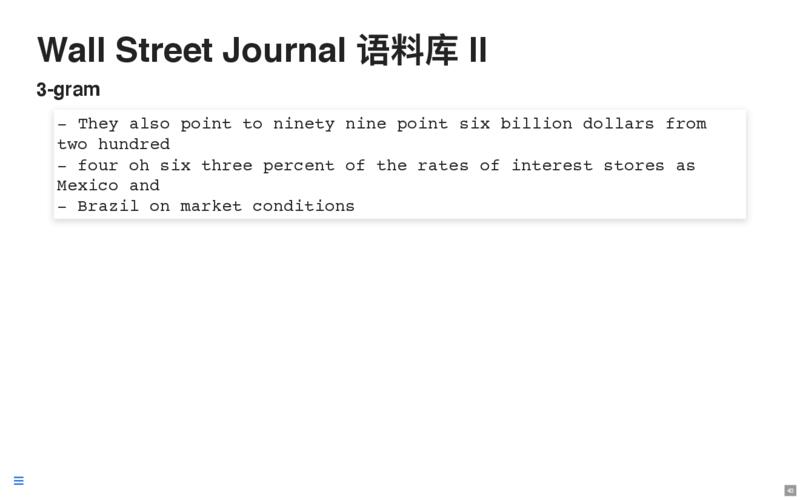 Wall Street Journal 语料库 II
3-gram
– They also point to ninety nine point six billion dollars from
two hundred
– four oh six three percent of the rates of interest stores as
Mexico and
– Brazil on market conditions
40